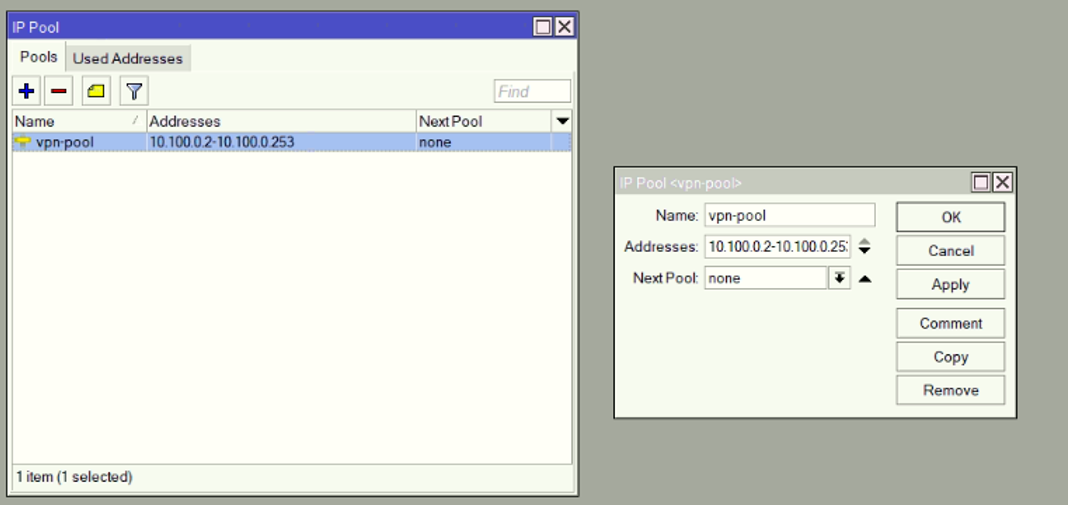 IP Pool
Pools Used Addresses
Find
Name Addresses Next Pool
vpn-pool 10.100.0.2-10.100.0.253 none
1 item (1 selected)
IP Pool <vpn-pool>
Name: vpn-pool OK
Addresses: 10.100.0.2-10.100.0.25 Cancel
Next Pool: none Apply
Comment
Copy
Remove